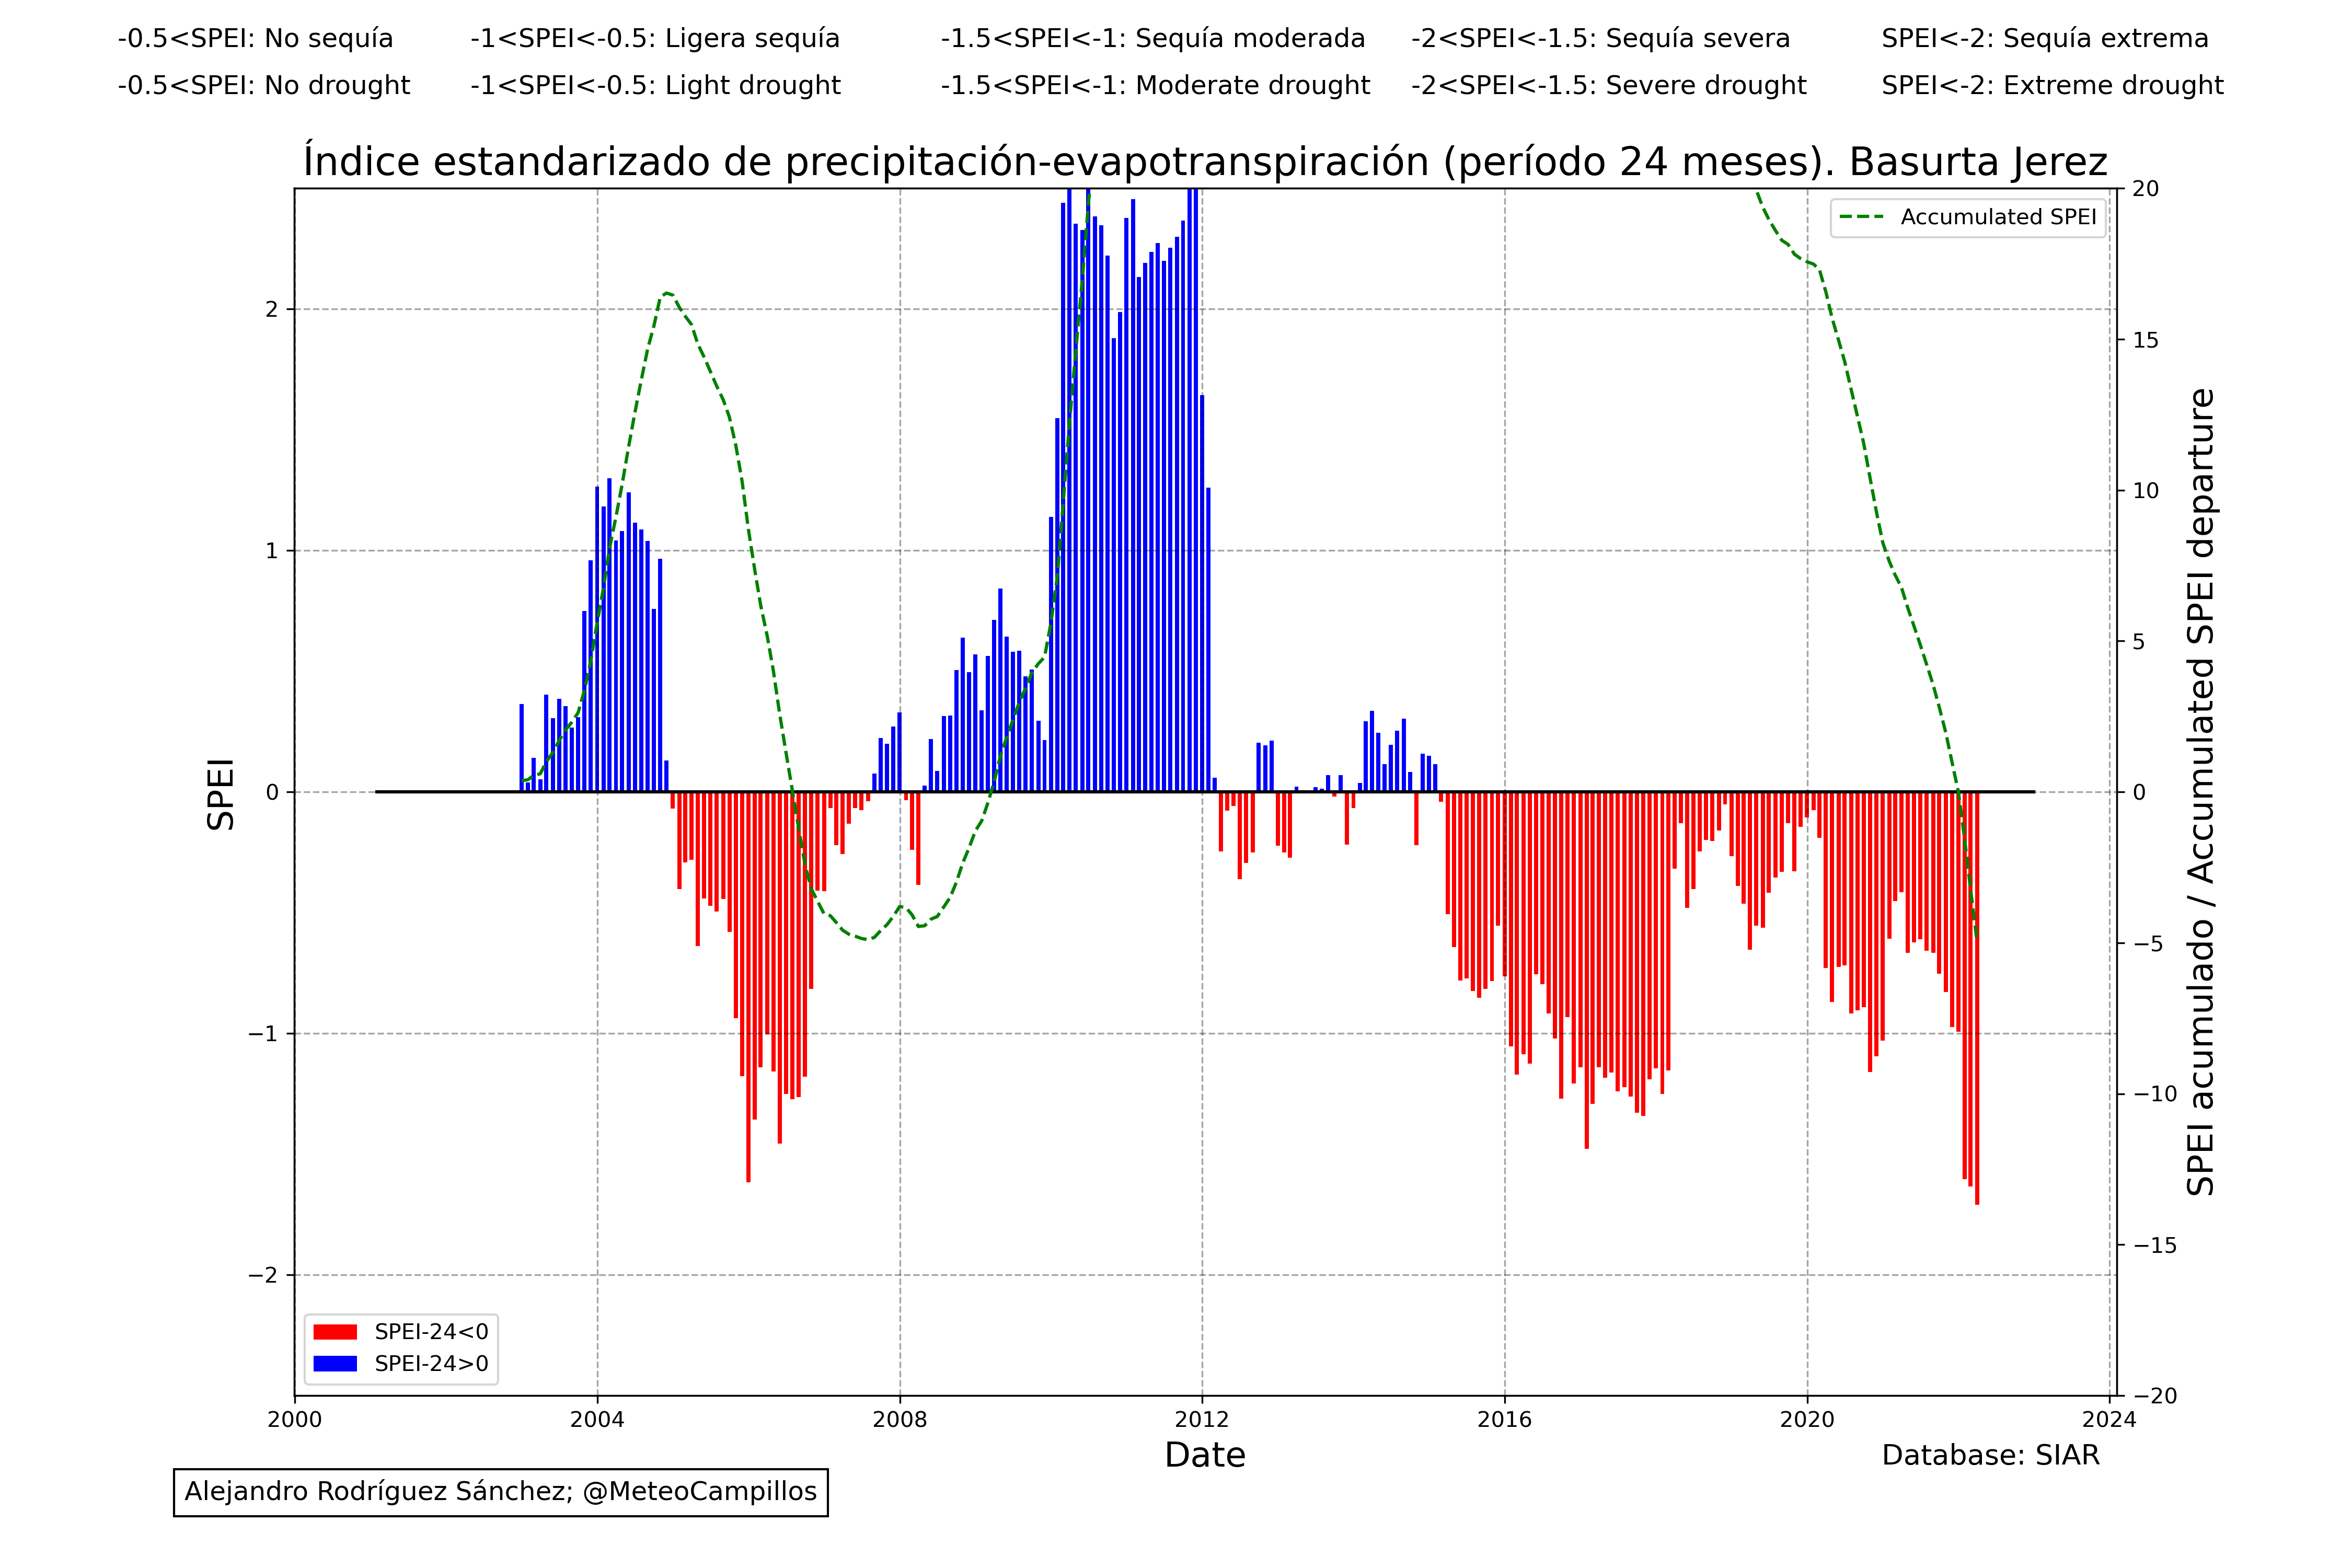 -0.5<SPEI: No sequía -1<SPEI<-0.5: Ligera sequía -1.5<SPEI<-1: Sequía moderada -2<SPEI<-1.5: Sequía severa SPEI<-2: Sequía extrema
-0.5<SPEI: No drought -1<SPEI<-0.5: Light drought -1.5<SPEI<-1: Moderate drought -2<SPEI<-1.5: Severe drought SPEI<-2: Extreme drought
Índice estandarizado de precipitación-evapotranspiración (período 24 meses). Basurta Jerez
Accumulated SPEI
SPEI
2
1
0
−1
−2
20
15
10
5
0
−5
−10
−15
−20
SPEI acumulado / Accumulated SPEI departure
SPEI-24<0
SPEI-24>0
2000 2004 2008 2012 2016 2020 2024
Date
Database: SIAR
Alejandro Rodríguez Sánchez; @MeteoCampillos